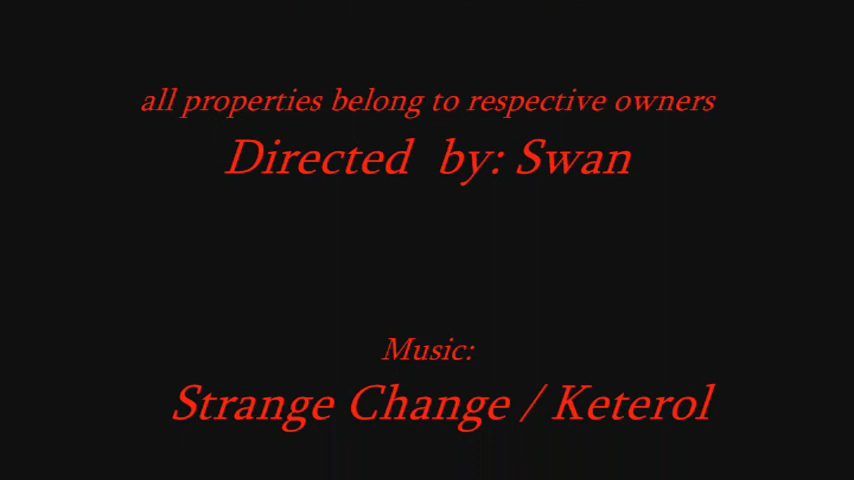 all properties belong to respective owners
Directed by: Swan
Music:
Strange Change / Keterol